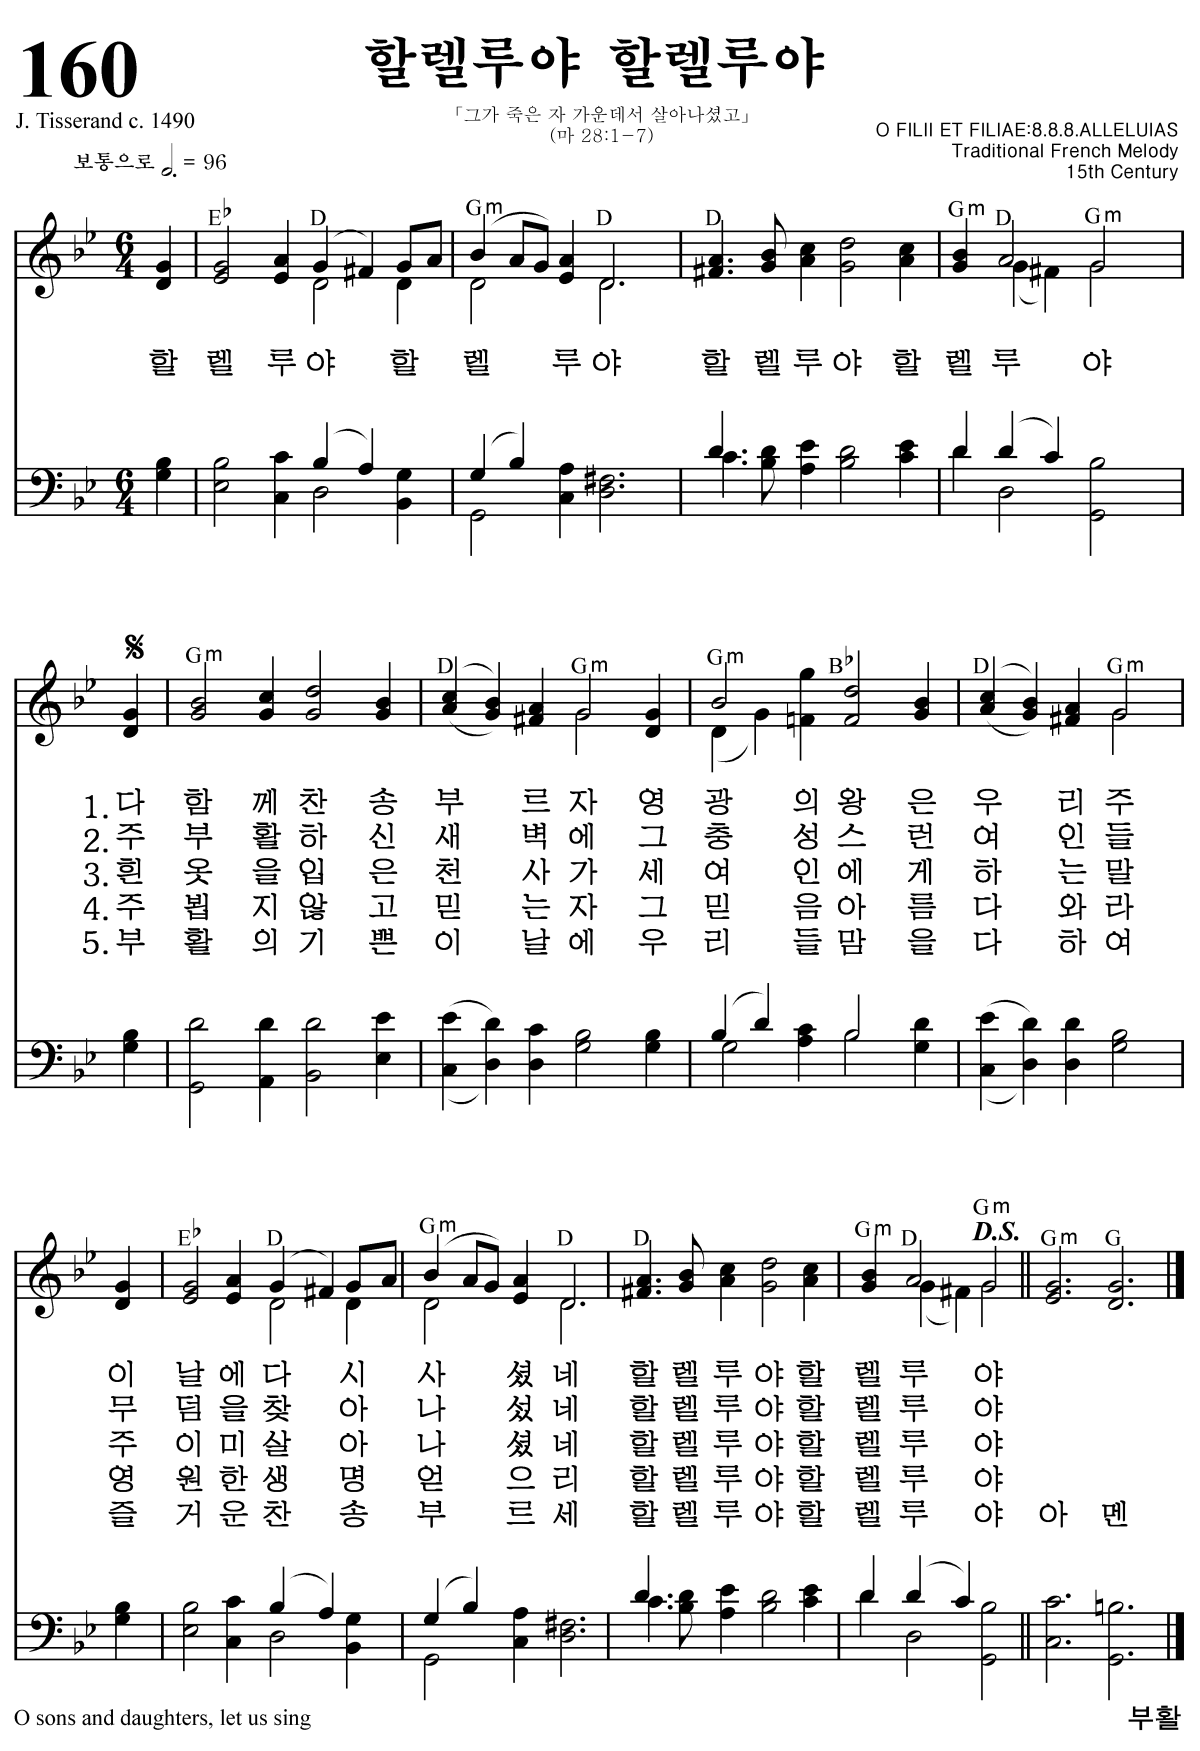 160
할렐루야 할렐루야
「그가 죽은 자 가운데서 살아나셨고」
(마 28:1-7)
J. Tisserand c. 1490
O FILII ET FILIAE:8.8.8.ALLELUIAS
Traditional French Melody
15th Century
보통으로 𝅗𝅥. = 96
E♭ D Gm D D Gm D Gm
6 4
할 렐 루 야 할 렐 루 야 할 렐 루 야 할 렐 루 야
6 4
Gm D Gm Gm B♭ D Gm
1. 다 함 께 찬 송 부 르 자 영 광 의 왕 은 우 리 주
2. 주 부 활 하 신 새 벽 에 그 충 성 스 런 여 인 들
3. 흰 옷 을 입 은 천 사 가 세 여 인 에 게 하 는 말
4. 주 뵙 지 않 고 믿 는 자 그 믿 음 아 름 다 와 라
5. 부 활 의 기 쁜 이 날 에 우 리 들 맘 을 다 하 여
Gm
D.S.
E♭ D Gm D D Gm D Gm G
이 날 에 다 시 사 셨 네 할 렐 루 야 할 렐 루 야
무 덤 을 찾 아 나 섰 네 할 렐 루 야 할 렐 루 야
주 이 미 살 아 나 셨 네 할 렐 루 야 할 렐 루 야
영 원 한 생 명 얻 으 리 할 렐 루 야 할 렐 루 야
즐 거 운 찬 송 부 르 세 할 렐 루 야 할 렐 루 야 아 멘
O sons and daughters, let us sing
부활